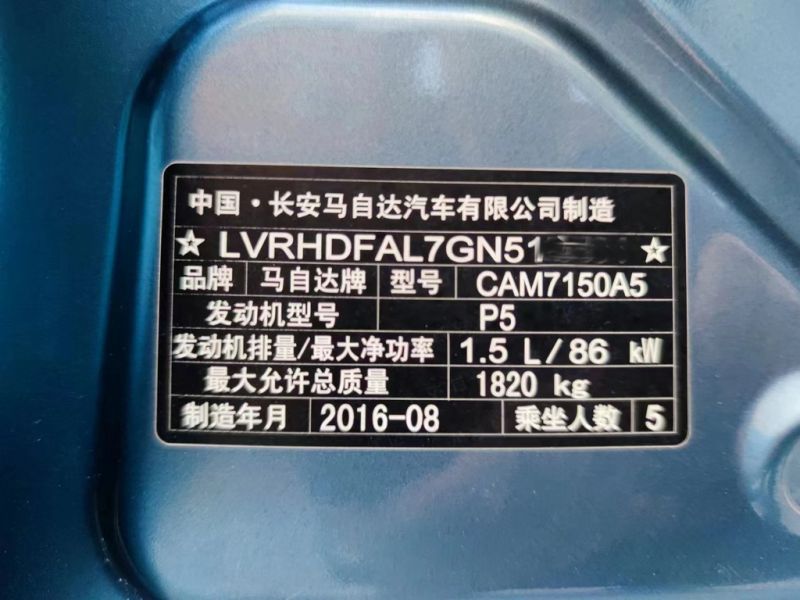 中国·长安马自达汽车有限公司制造
☆ LVRHDFAL7GN51 ☆
品牌 马自达牌 型号 CAM7150A5
发动机型号 P5
发动机排量/最大净功率 1.5 L/86 kW
最大允许总质量 1820 kg
制造年月 2016-08 乘坐人数 5